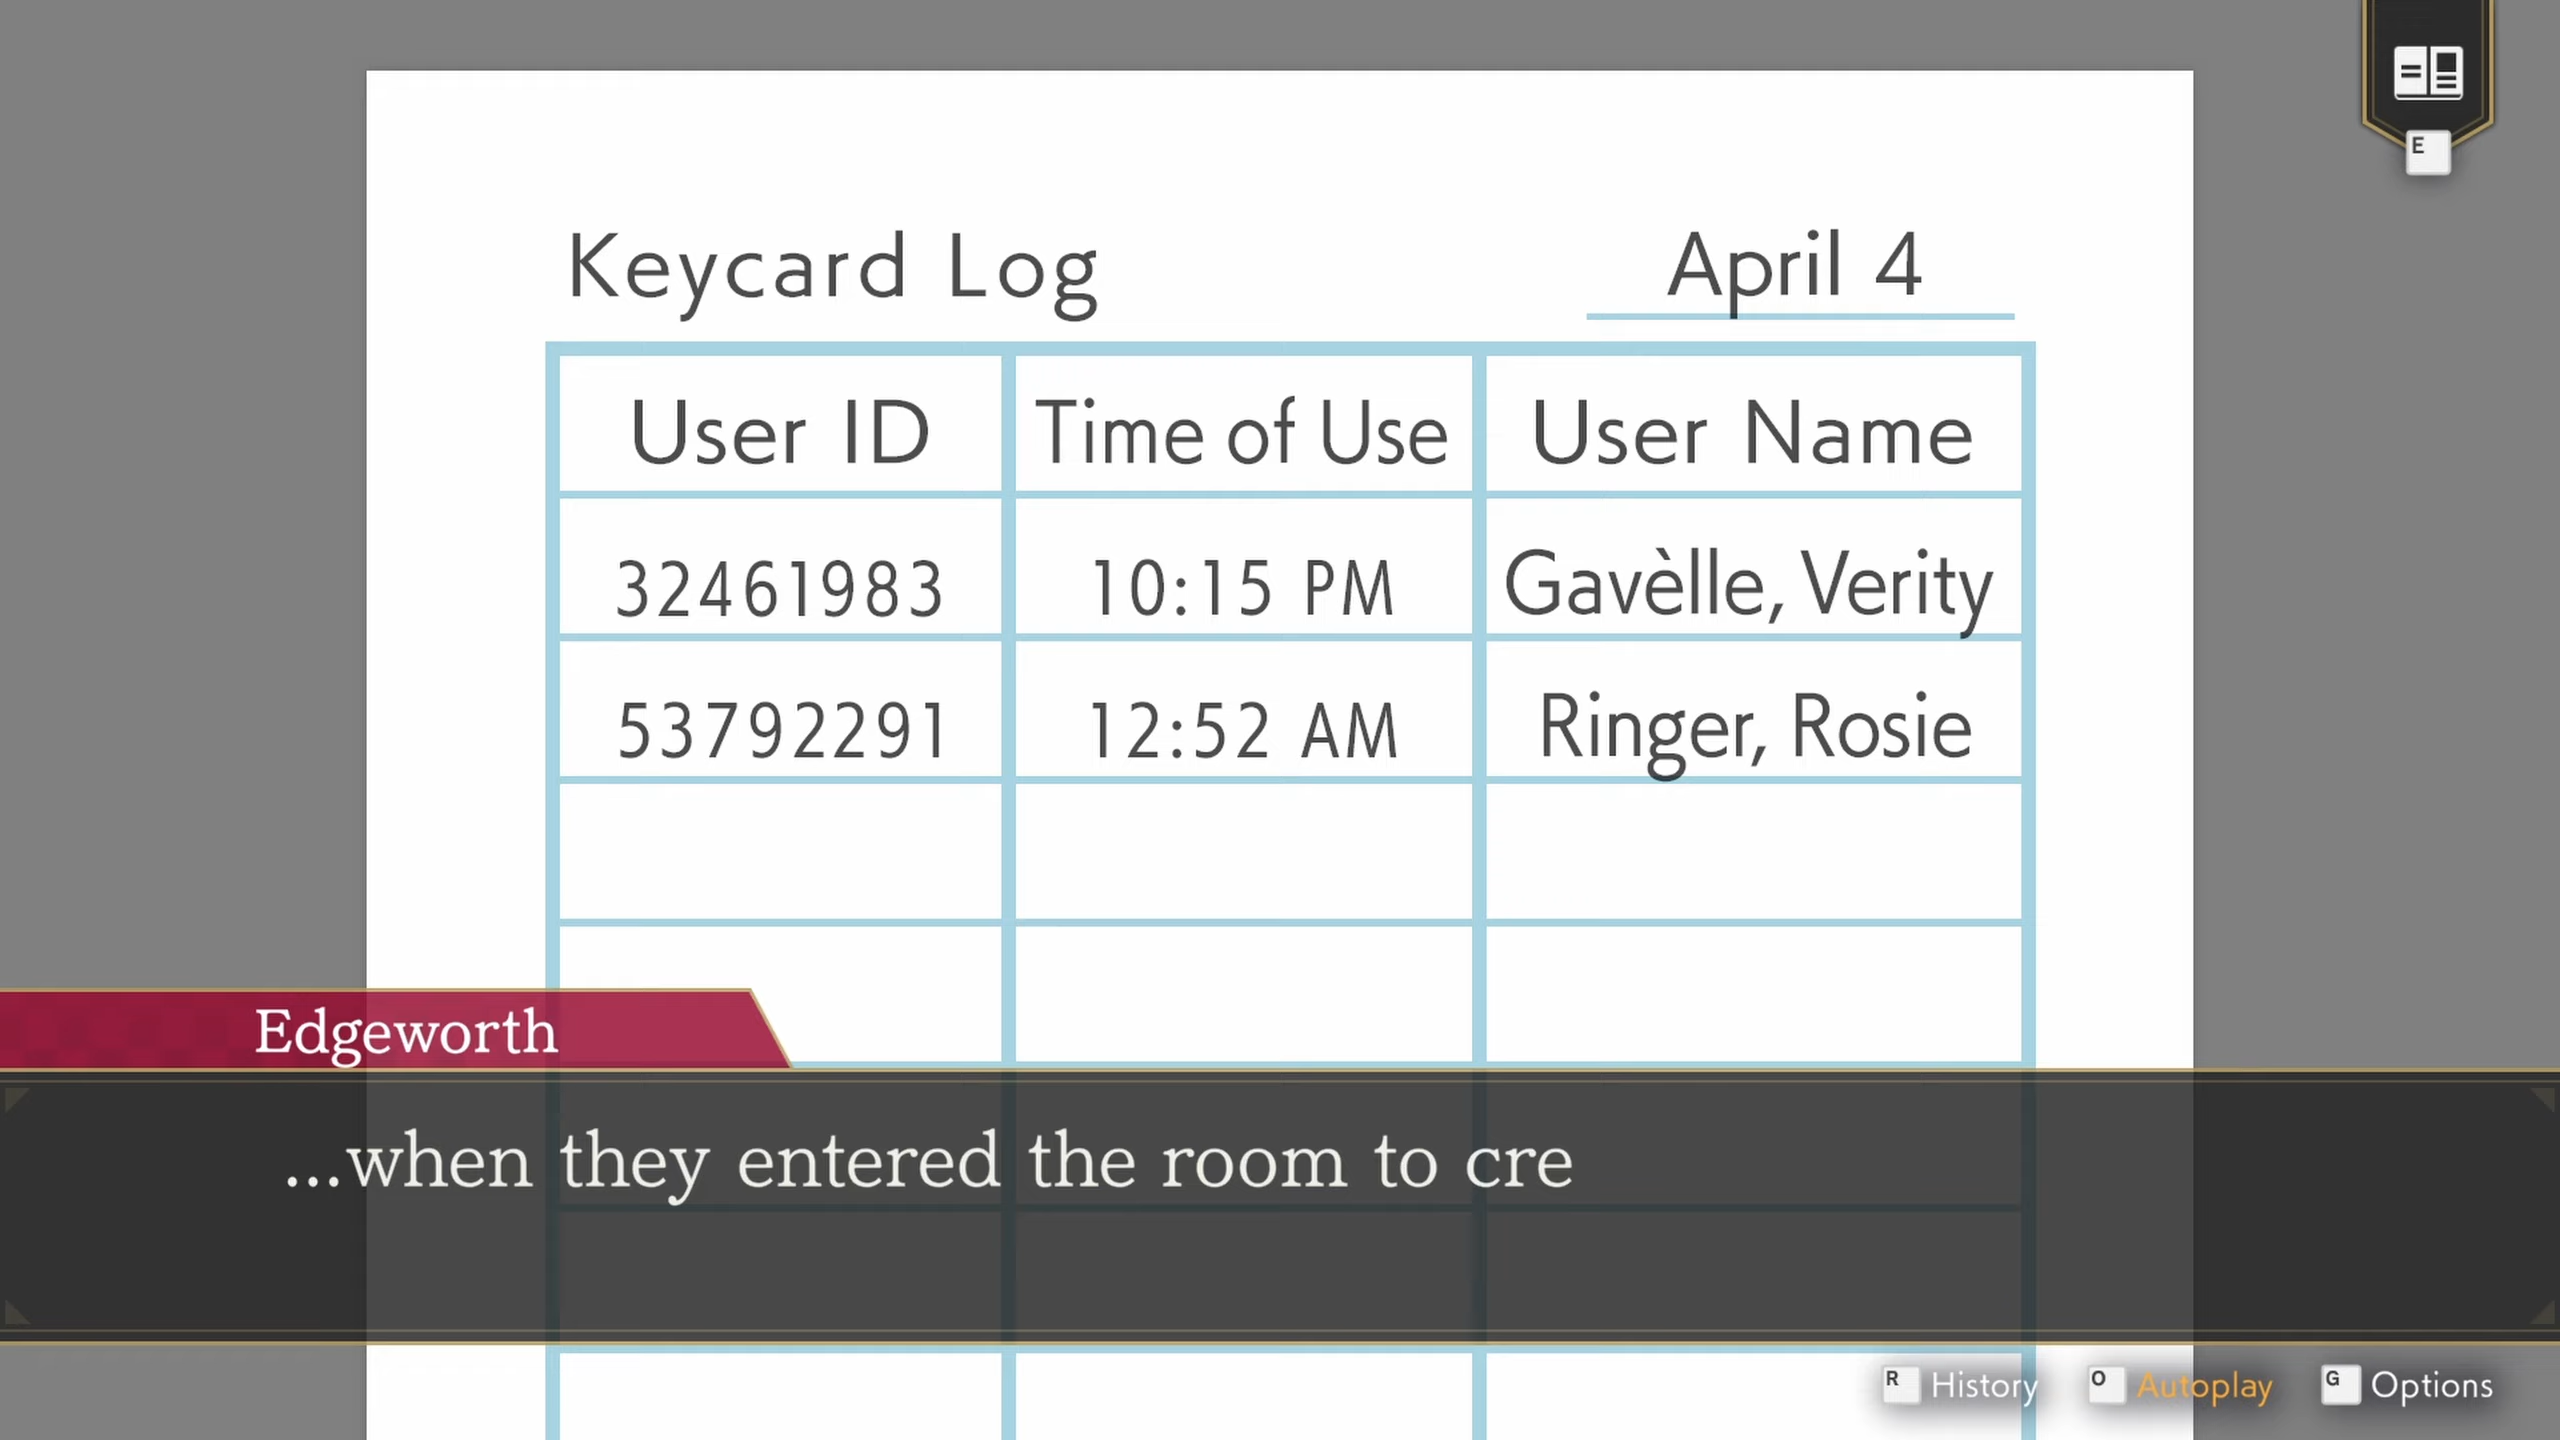 E
Keycard Log April 4
User ID Time of Use User Name
32461983 10:15 PM Gavèlle, Verity
53792291 12:52 AM Ringer, Rosie
Edgeworth
...when they entered the room to cre
R History O Autoplay G Options